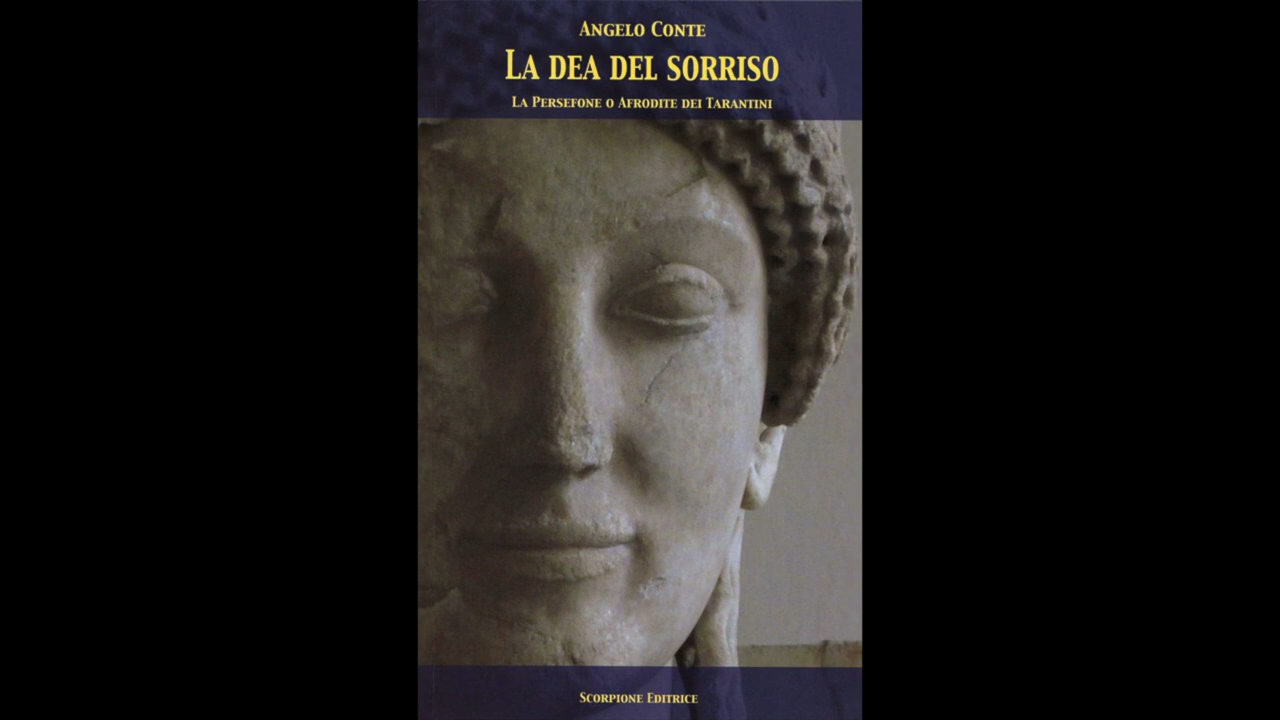 Angelo Conte
La dea del sorriso
La Persefone o Afrodite dei Tarantini
Scorpione Editrice